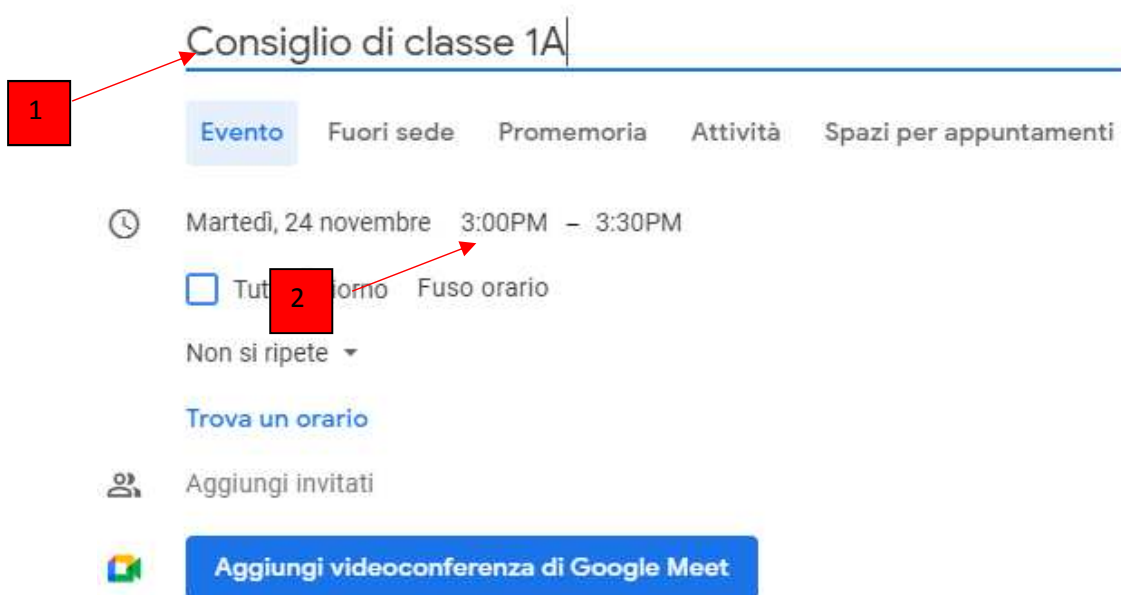 Consiglio di classe 1A
1
Evento Fuori sede Promemoria Attività Spazi per appuntamenti
Martedì, 24 novembre 3:00PM – 3:30PM
2
Fuso orario
Non si ripete
Trova un orario
Aggiungi invitati
Aggiungi videoconferenza di Google Meet